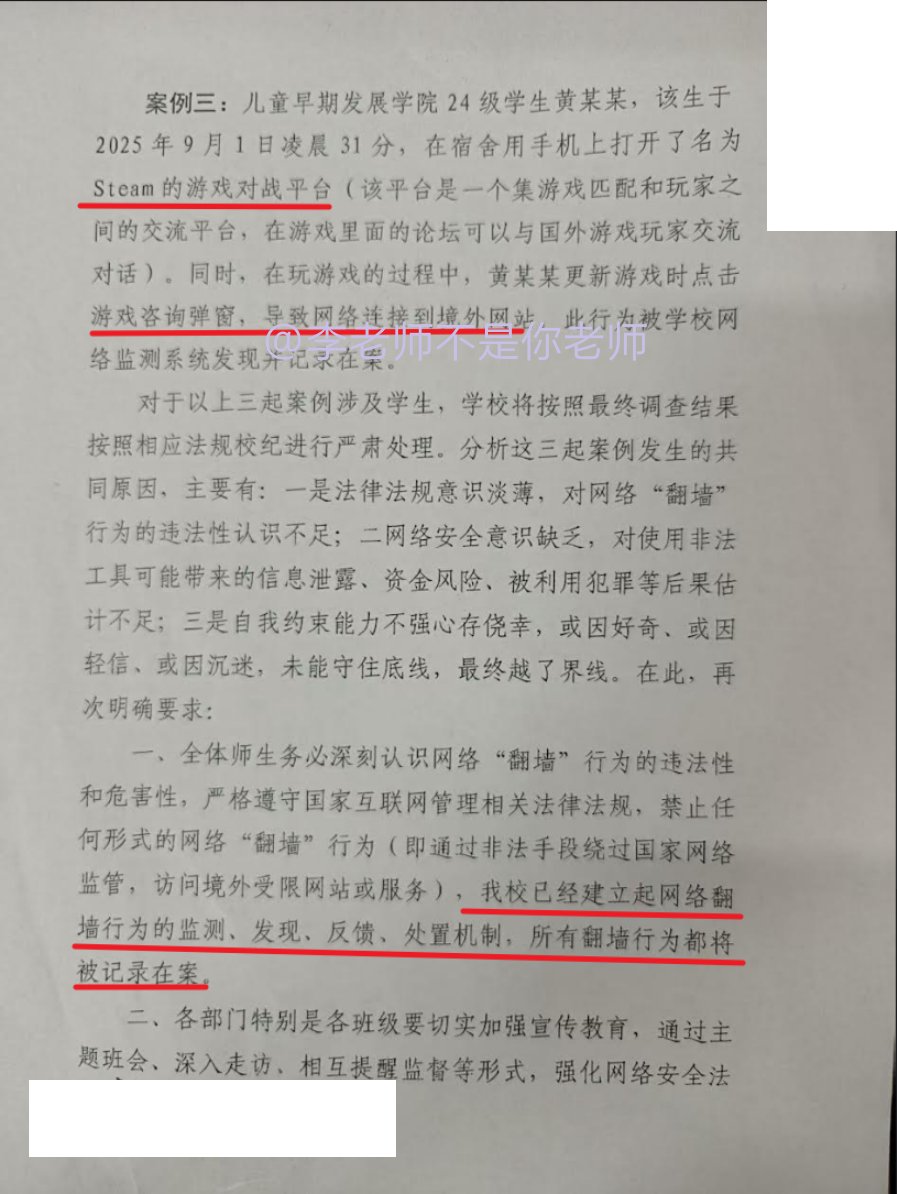 案例三：儿童早期发展学院 24 级学生黄某某，该生于
2025 年 9 月 1 日凌晨 31 分，在宿舍用手机上打开了名为
Steam 的游戏对战平台（该平台是一个集游戏匹配和玩家之
间的交流平台，在游戏里面的论坛可以与国外游戏玩家交流
对话）。同时，在玩游戏的过程中，黄某某更新游戏时点击
游戏咨询弹窗，导致网络连接到境外网站，此行为被学校网
@李老师不是你老师
络监测系统发现并记录在案。
对于以上三起案例涉及学生，学校将按照最终调查结果
按照相应法规校纪进行严肃处理。分析这三起案例发生的共
同原因，主要有：一是法律法规意识淡薄，对网络“翻墙”
行为的违法性认识不足；二网络安全意识缺乏，对使用非法
工具可能带来的信息泄露、资金风险、被利用犯罪等后果估
计不足；三是自我约束能力不强心存侥幸，或因好奇、或因
轻信、或因沉迷，未能守住底线，最终越了界线。在此，再
次明确要求：
一、全体师生务必深刻认识网络“翻墙”行为的违法性
和危害性，严格遵守国家互联网管理相关法律法规，禁止任
何形式的网络“翻墙”行为（即通过非法手段绕过国家网络
监管，访问境外受限网站或服务），我校已经建立起网络翻
墙行为的监测、发现、反馈、处置机制，所有翻墙行为都将
被记录在案。
二、各部门特别是各班级要切实加强宣传教育，通过主
题班会、深入走访、相互提醒监督等形式，强化网络安全法